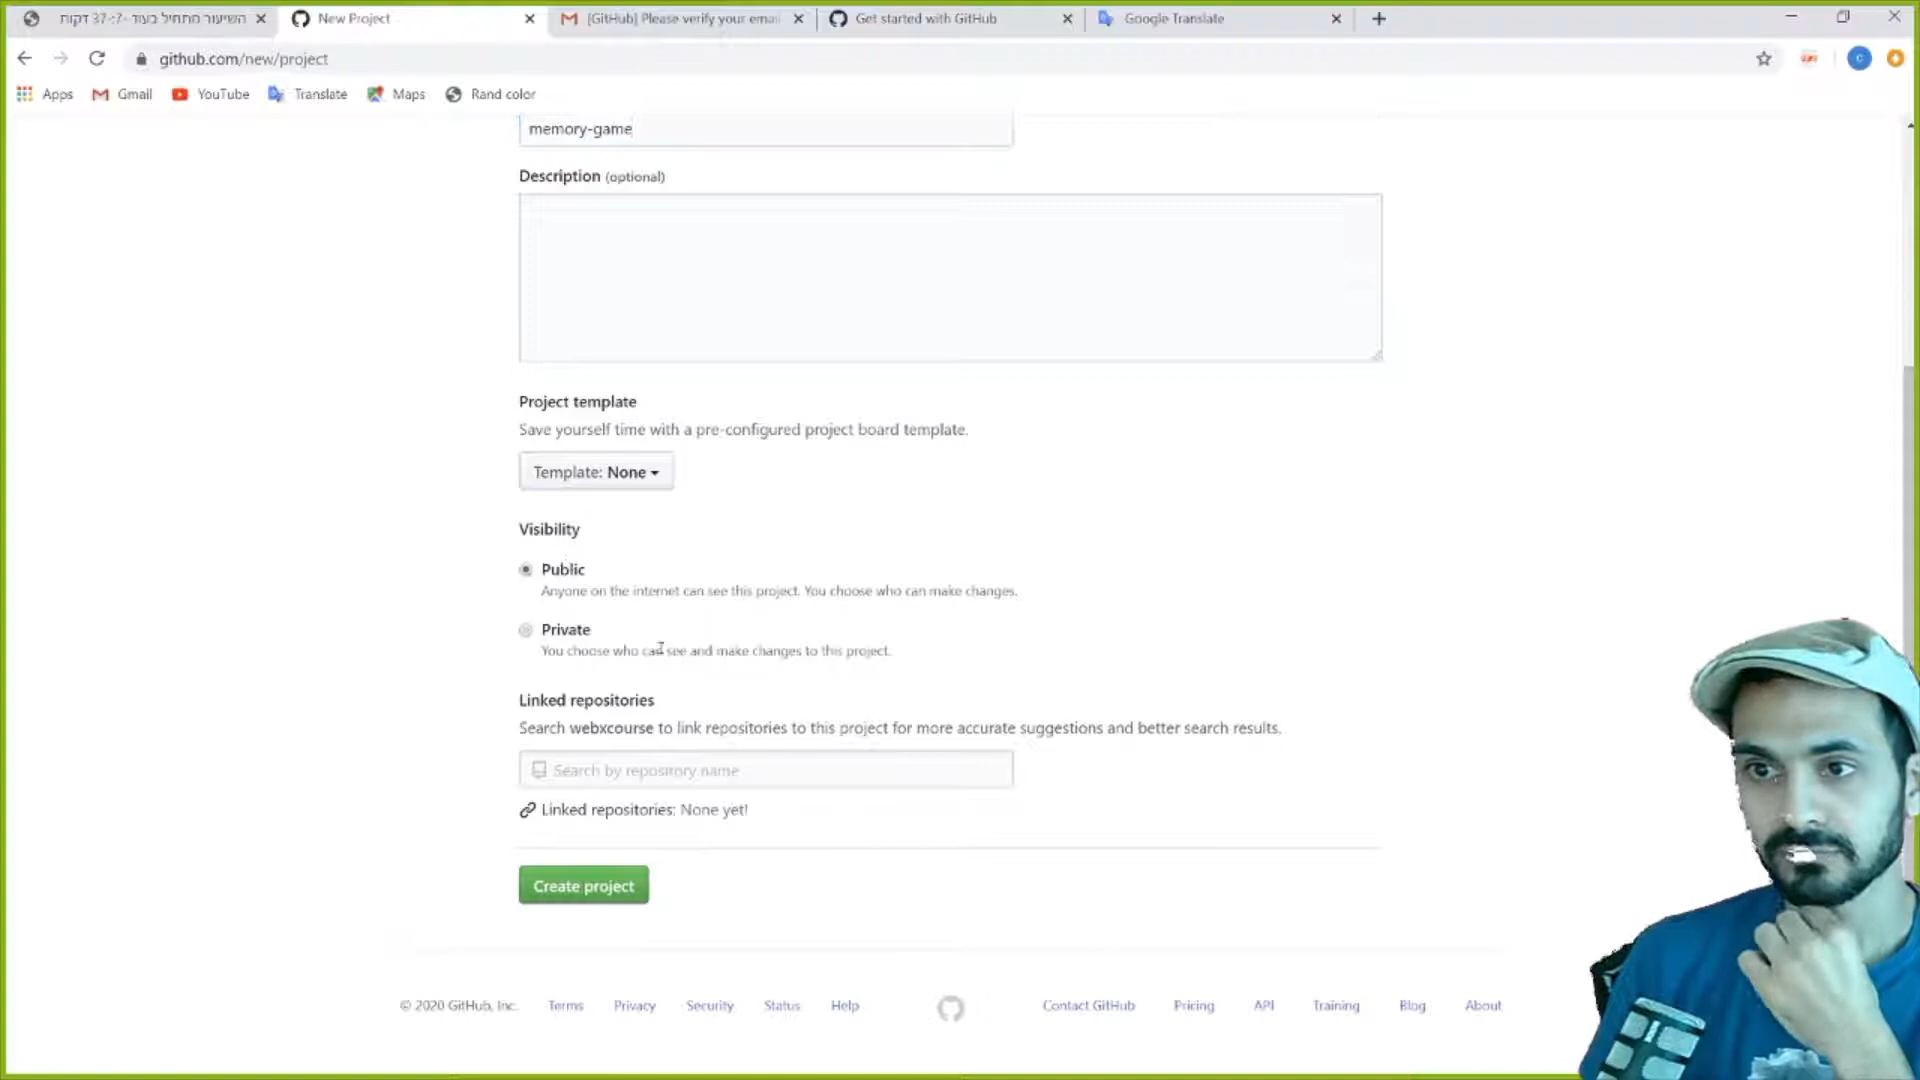 השיעור מתחיל בעוד -7: 37 דקות
New Project
[GitHub] Please verify your email
Get started with GitHub
Google Translate
github.com/new/project
Apps
Gmail
YouTube
Translate
Maps
Rand color
memory-game
Description (optional)
Project template
Save yourself time with a pre-configured project board template.
Template: None
Visibility
Public
Anyone on the internet can see this project. You choose who can make changes.
Private
You choose who can see and make changes to this project.
Linked repositories
Search webxcourse to link repositories to this project for more accurate suggestions and better search results.
Search by repository name
Linked repositories: None yet!
Create project
© 2020 GitHub, Inc.
Terms
Privacy
Security
Status
Help
Contact GitHub
Pricing
API
Training
Blog
About